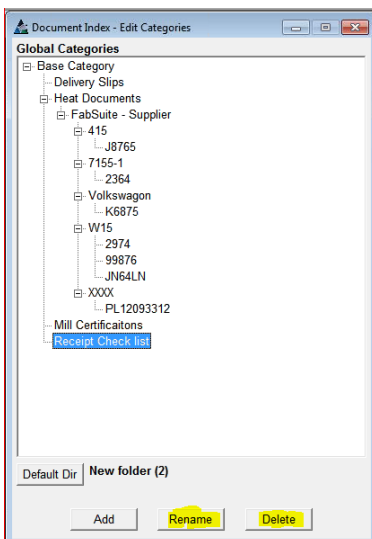 Document Index - Edit Categories
Global Categories
Base Category
Delivery Slips
Heat Documents
FabSuite - Supplier
415
J8765
7155-1
2364
Volkswagon
K6875
W15
2974
99876
JN64LN
XXXX
PL12093312
Mill Certificaitons
Receipt Check list
Default Dir New folder (2)
Add Rename Delete